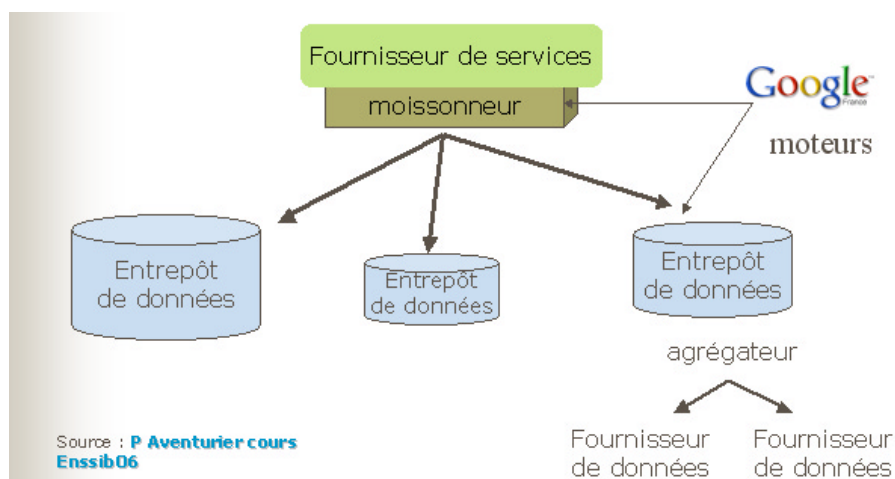 Fournisseur de services
moissonneur
Google™
France
moteurs
Entrepôt
de données
Entrepôt
de données
Entrepôt
de données
agrégateur
Fournisseur
de données
Fournisseur
de données
Source : P Aventurier cours
Enssib06